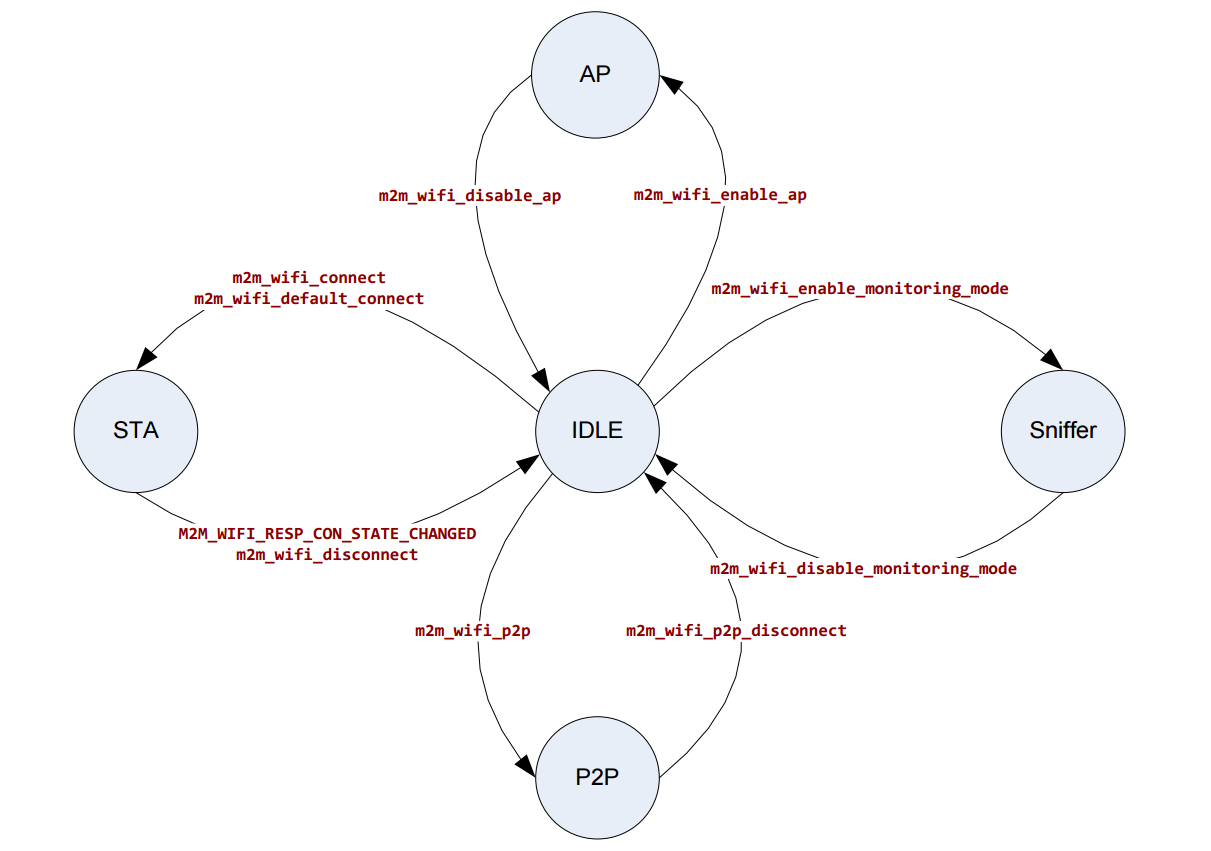 AP
m2m_wifi_disable_ap
m2m_wifi_enable_ap
m2m_wifi_connect
m2m_wifi_default_connect
m2m_wifi_enable_monitoring_mode
STA
IDLE
Sniffer
M2M_WIFI_RESP_CON_STATE_CHANGED
m2m_wifi_disconnect
m2m_wifi_disable_monitoring_mode
m2m_wifi_p2p
m2m_wifi_p2p_disconnect
P2P